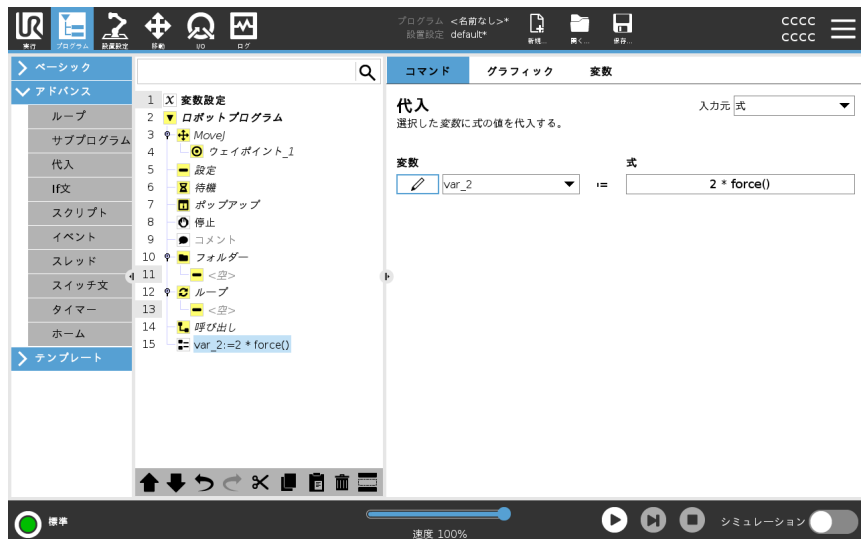 UR
実行
プログラム
設置設定
移動
I/O
ログ
プログラム <名前なし>*
設置設定 default*
新規...
開く...
保存...
CCCC
CCCC
ベーシック
アドバンス
ループ
サブプログラム
代入
If文
スクリプト
イベント
スレッド
スイッチ文
タイマー
ホーム
テンプレート
1 X 変数設定
2 ロボットプログラム
3 MoveJ
4 ウェイポイント_1
5 設定
6 待機
7 ポップアップ
8 停止
9 コメント
10 フォルダー
11 <空>
12 ループ
13 <空>
14 呼び出し
15 var_2:=2 * force()
コマンド グラフィック 変数
代入
入力元 式
選択した変数に式の値を代入する。
変数 式
var_2 := 2 * force()
標準
速度 100%
シミュレーション